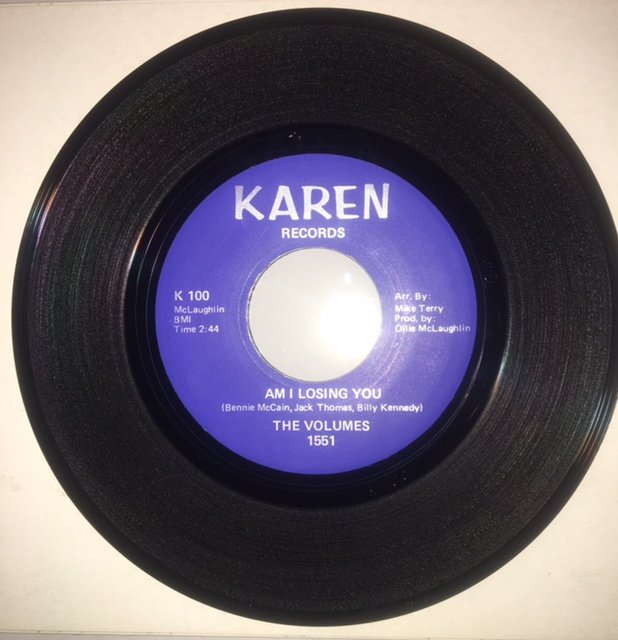 KAREN
RECORDS
K 100
McLaughlin
BMI
Time 2:44
Arr. By:
Mike Terry
Prod. by:
Ollie McLaughlin
AM I LOSING YOU
(Bennie McCain, Jack Thomas, Billy Kennedy)
THE VOLUMES
1551